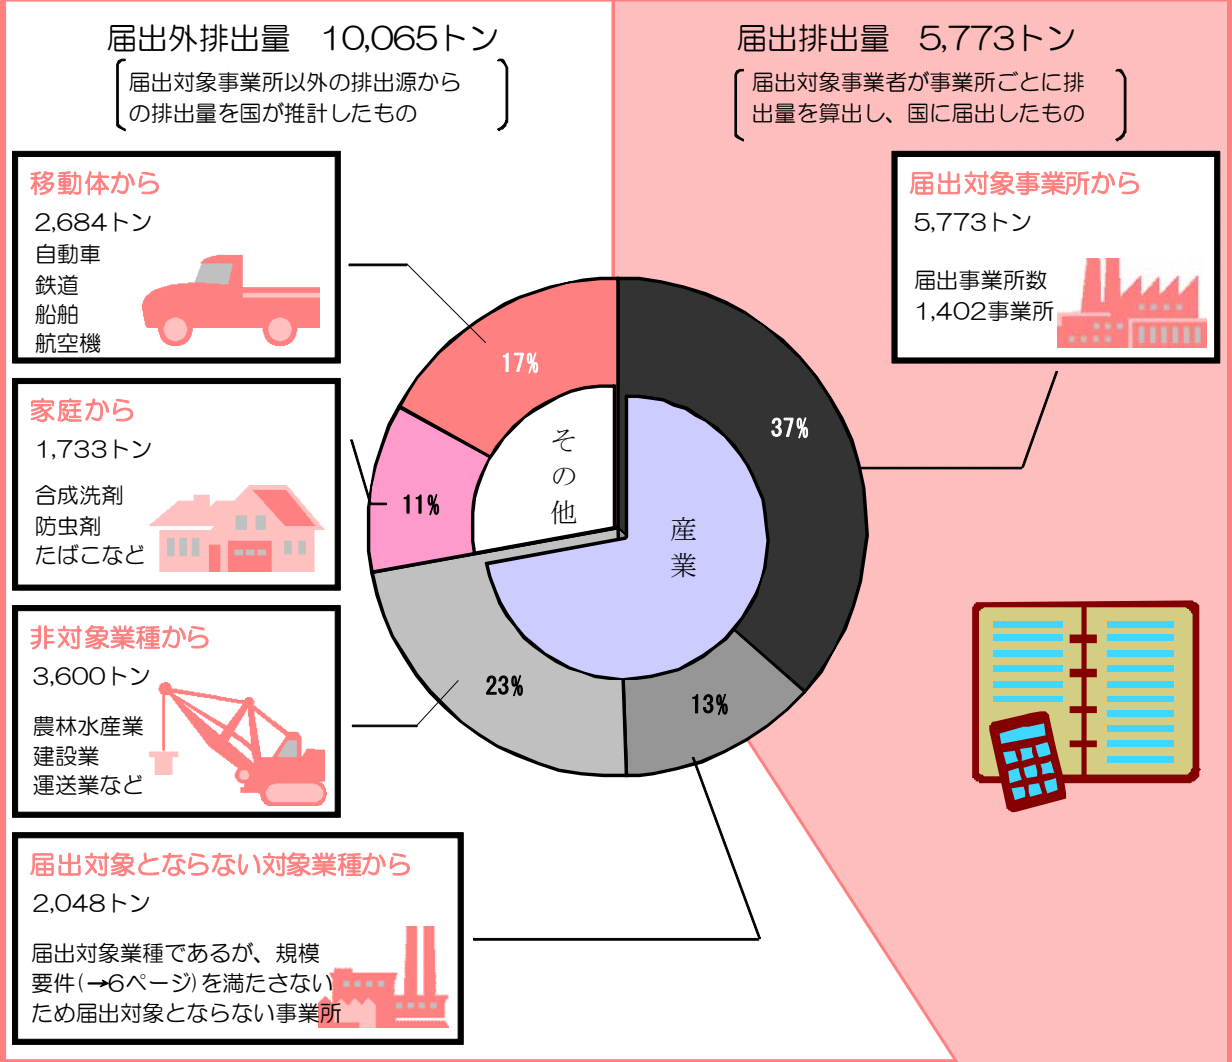 届出外排出量　10,065トン
届出対象事業所以外の排出源から
の排出量を国が推計したもの
届出排出量　5,773トン
届出対象事業者が事業所ごとに排
出量を算出し、国に届出したもの
移動体から
2,684トン
自動車
鉄道
船舶
航空機
届出対象事業所から
5,773トン
届出事業所数
1,402事業所
家庭から
1,733トン
合成洗剤
防虫剤
たばこなど
非対象業種から
3,600トン
農林水産業
建設業
運送業など
届出対象とならない対象業種から
2,048トン
届出対象業種であるが、規模
要件(→6ページ)を満たさない
ため届出対象とならない事業所
17%
37%
11%
23%
13%
その他
産業